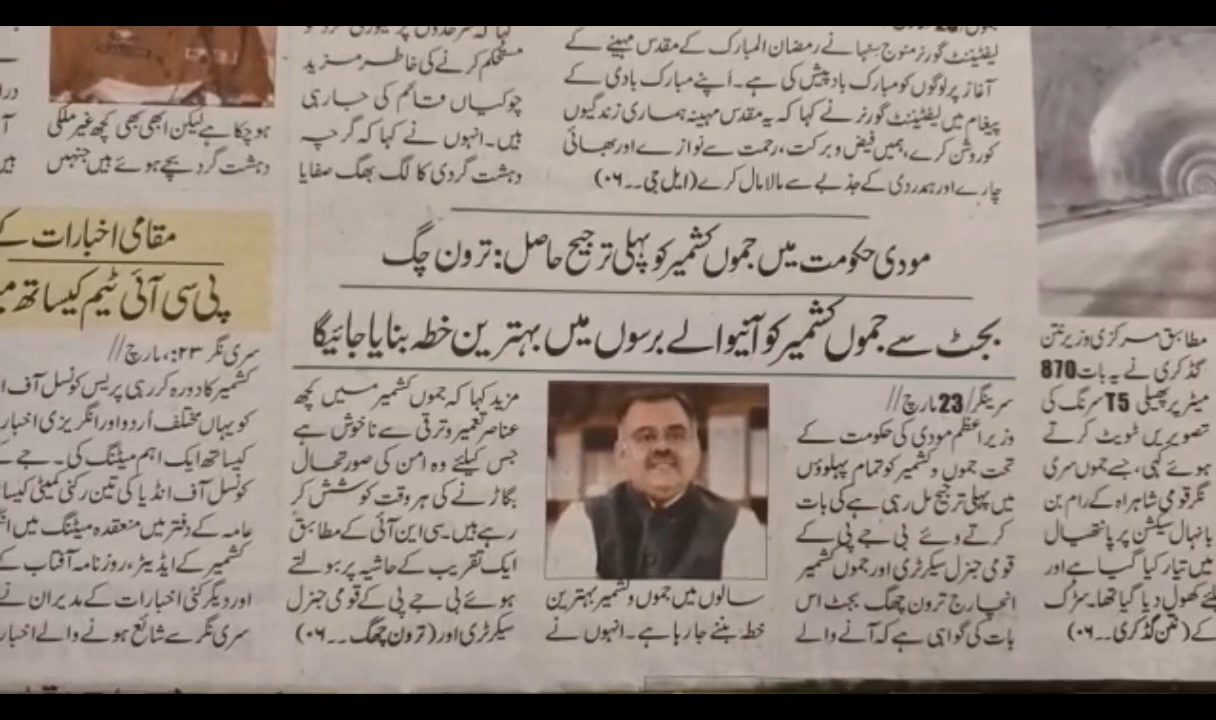 لیفٹیننٹ گورنر منوج سنہا نے رمضان المبارک کے مقدس مہینے کے
آغاز پر لوگوں کو مبارک باد پیش کی ہے۔ اپنے مبارک بادی کے
پیغام میں لیفٹیننٹ گورنر نے کہا کہ یہ مقدس مہینہ ہماری زندگیوں
کو روشن کرے، ہمیں فیض و برکت، رحمت سے نوازے اور بھائی
چارے اور ہمدردی کے جذبے سے مالا مال کرے (ایل جی۔۔۰۶)
مستحکم کرنے کی خاطر مزید
چوکیاں قائم کی جارہی
ہیں۔ انہوں نے کہا کہ گرچہ
دہشت گردی کا لگ بھگ صفایا
ہوچکا ہے لیکن ابھی بھی کچھ غیر ملکی
دہشت گرد بچے ہوئے ہیں جنہیں
مودی حکومت میں جموں کشمیر کو پہلی ترجیح حاصل: ترون چگ
بجٹ سے جموں کشمیر کو آنیوالے برسوں میں بہترین خطہ بنایا جائیگا
سرینگر/23 مارچ//
وزیر اعظم مودی کی حکومت کے
تحت جموں و کشمیر کو تمام پہلوؤں
میں پہلی ترجیح مل رہی ہے کی بات
کرتے وئے بی جے پی کے
قومی جنرل سیکرٹری اور جموں کشمیر
انچارج ترون چھگ بجٹ اس
بات کی گواہی ہے کہ آنے والے
سالوں میں جموں و کشمیر بہترین
خطہ بننے جارہا ہے۔ انہوں نے
مزید کہا کہ جموں کشمیر میں کچھ
عناصر تعمیر و ترقی سے ناخوش ہے
جس کیلئے وہ امن کی صورتحال
بگاڑنے کی ہر وقت کوشش کر
رہے ہیں۔ سی این آئی کے مطابق
ایک تقریب کے حاشیہ پر بولتے
ہوئے بی جے پی کے قومی جنرل
سیکرٹری اور (ترون چھگ۔۔۰۶)
مطابق مرکزی وزیر نتن
گڈکری نے یہ بات 870
میٹر پر پھیلی T5 سرنگ کی
تصویریں ٹویٹ کرتے
ہوئے کہی، جسے جموں سری
نگر قومی شاہراہ کے رام بن
بانہال سیکشن پر پانتھیال
میں تیار کیا گیا ہے اور
کھول دیا گیا تھا۔ سڑک
کے (نتن گڈکری۔۔۰۶)
مقامی اخبارات کے
پی سی آئی ٹیم کیساتھ
سری نگر ۲۳:مارچ//
کشمیر کا دورہ کر رہی پریس کونسل آف
کو یہاں مختلف اُردو اور انگریزی اخبار
کیساتھ ایک اہم میٹنگ کی۔ جے
کونسل آف انڈیا کی تین رکنی کمیٹی کیسا
عامہ کے دفتر میں منعقدہ میٹنگ میں
کشمیر کے ایڈیٹر، روزنامہ آفتاب کے
اور دیگر کئی اخبارات کے مدیران نے
سری نگر سے شائع ہونے والے اخبار